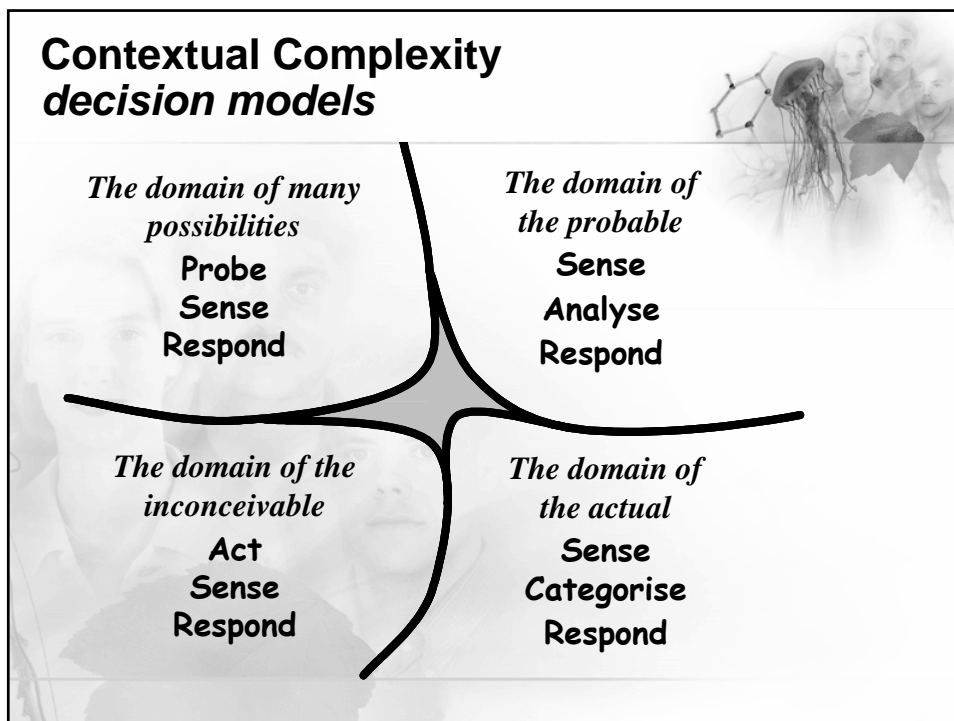 Contextual Complexity
decision models
The domain of many
possibilities
Probe
Sense
Respond
The domain of
the probable
Sense
Analyse
Respond
The domain of the
inconceivable
Act
Sense
Respond
The domain of
the actual
Sense
Categorise
Respond